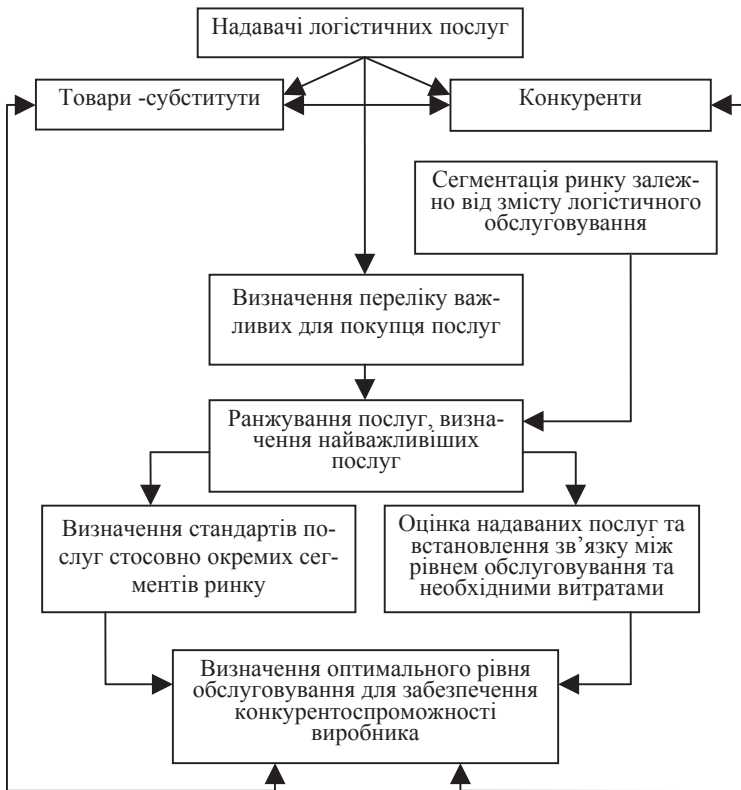 Надавачі логістичних послуг
Товари -субститути
Конкуренти
Сегментація ринку залеж-
но від змісту логістичного
обслуговування
Визначення переліку важ-
ливих для покупця послуг
Ранжування послуг, визна-
чення найважливіших
послуг
Визначення стандартів по-
слуг стосовно окремих сег-
ментів ринку
Оцінка надаваних послуг та
встановлення зв’язку між
рівнем обслуговування та
необхідними витратами
Визначення оптимального рівня
обслуговування для забезпечення
конкурентоспроможності
виробника